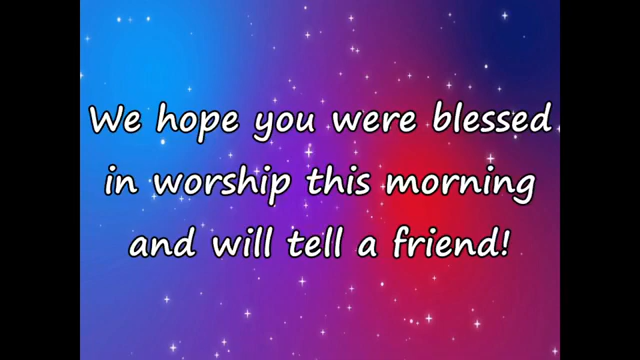 We hope you were blessed
in worship this morning
and will tell a friend!